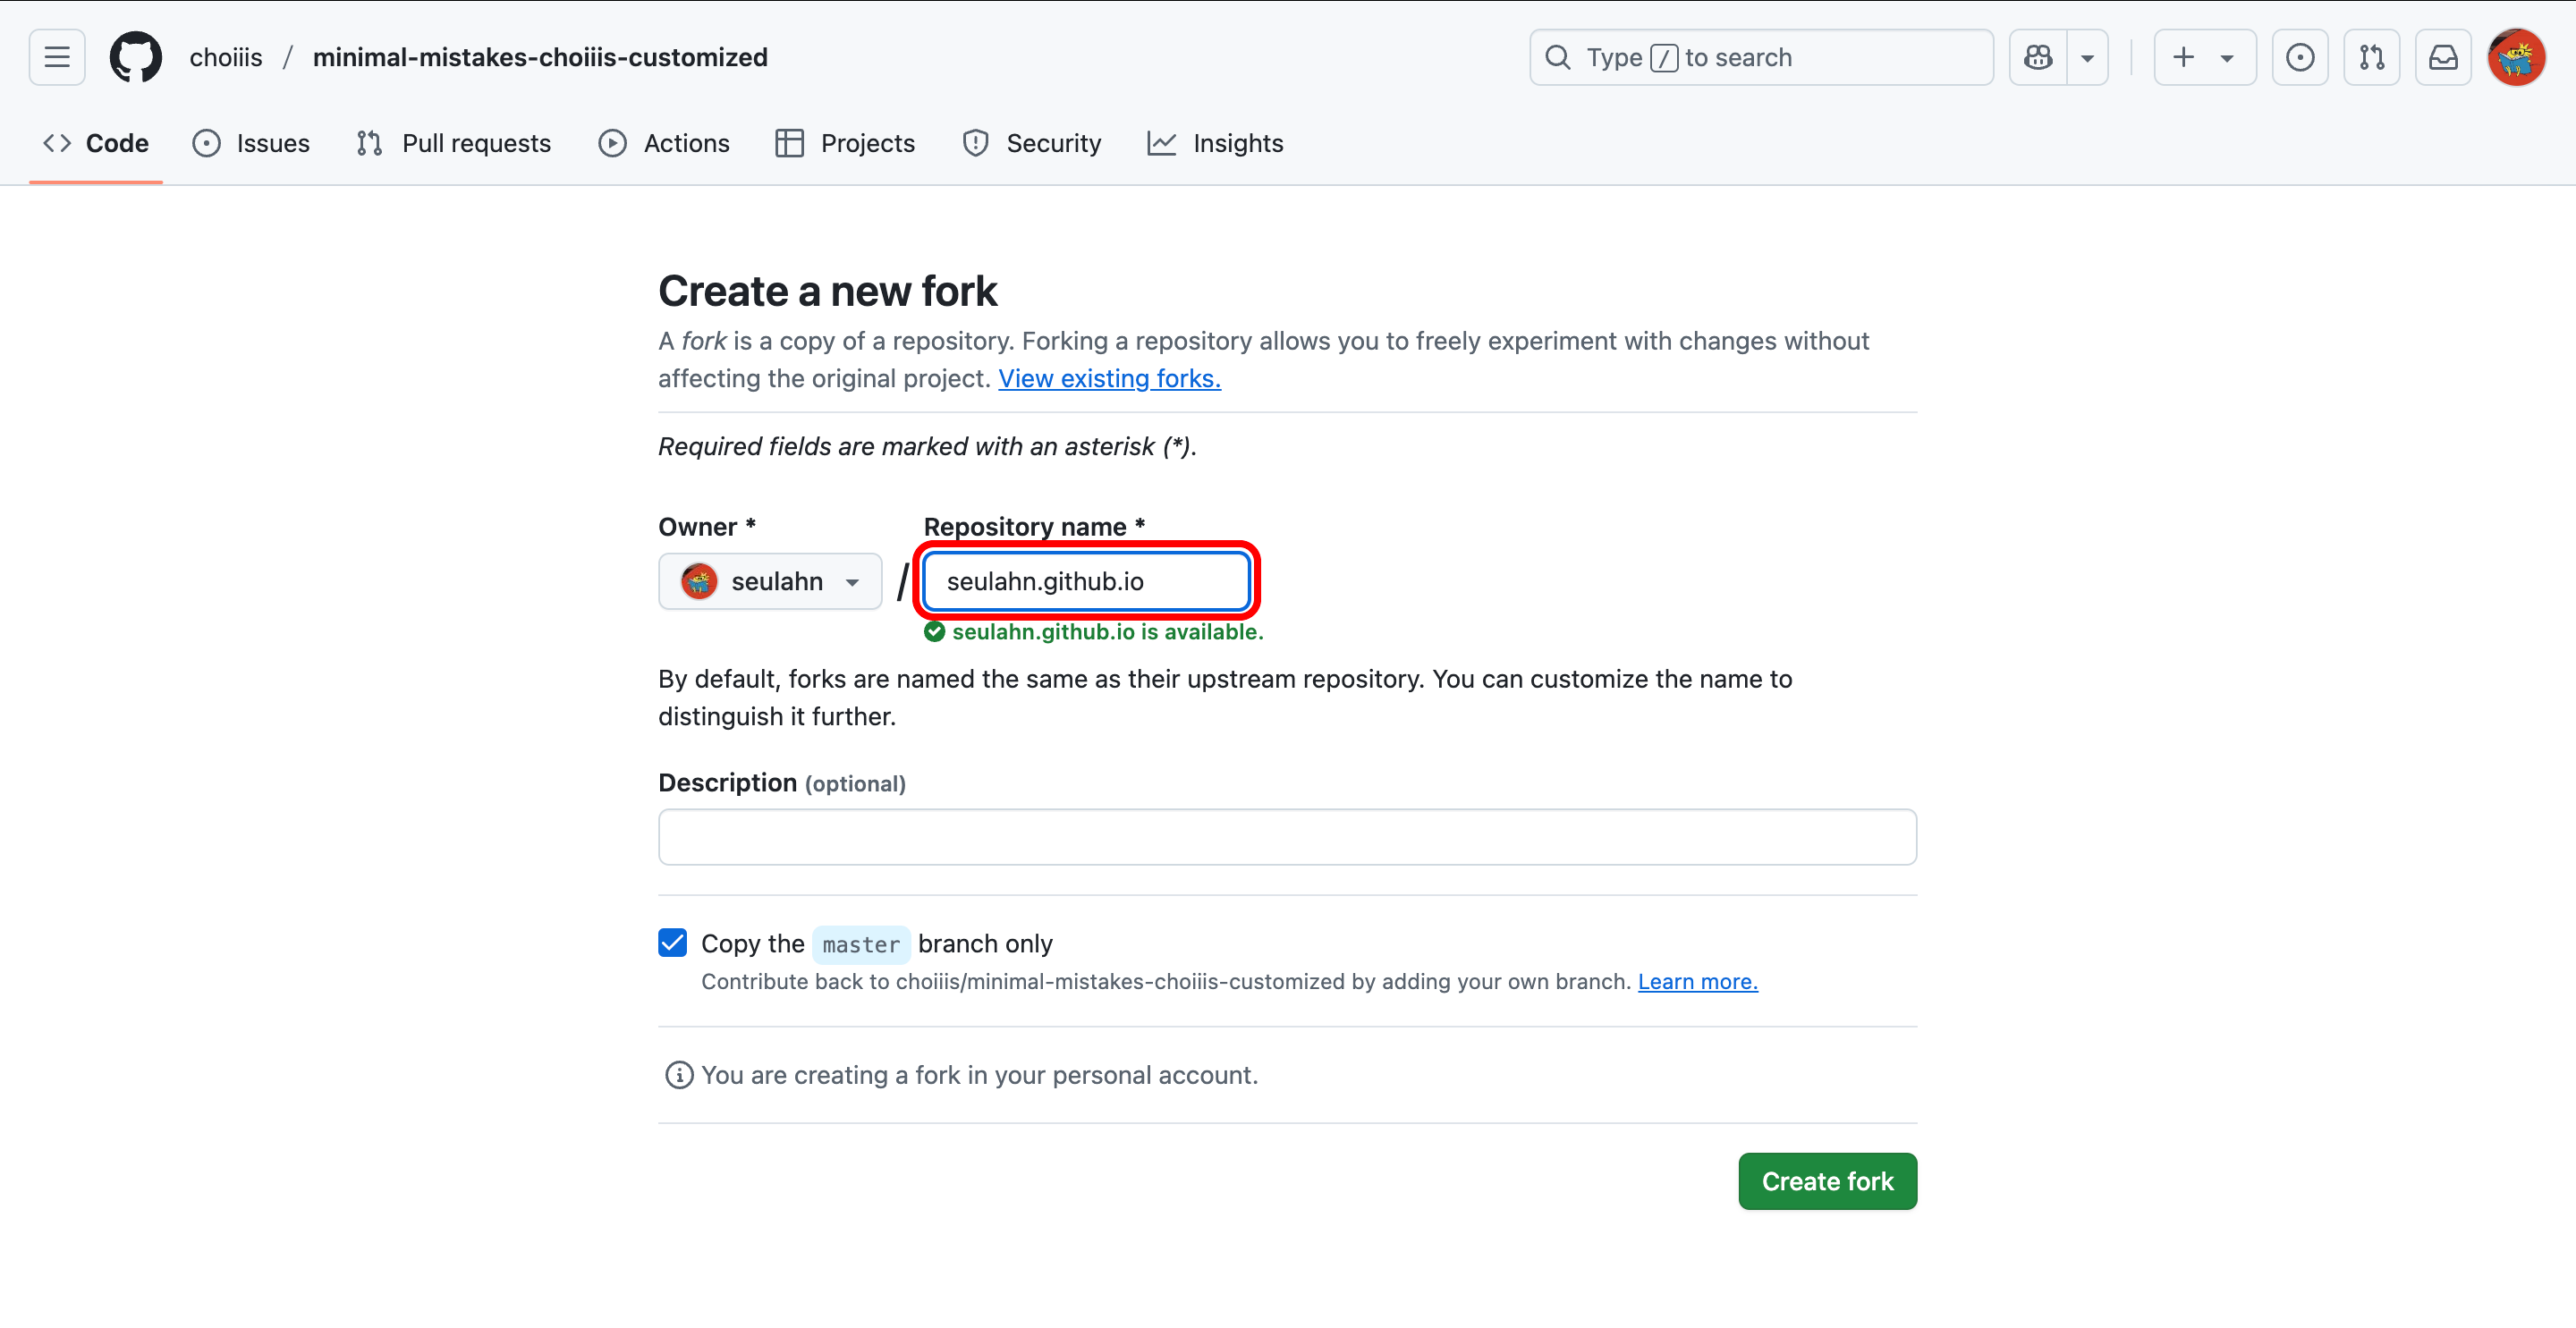 choiiis / minimal-mistakes-choiiis-customized
Type / to search
Code Issues Pull requests Actions Projects Security Insights
Create a new fork
A fork is a copy of a repository. Forking a repository allows you to freely experiment with changes without
affecting the original project. View existing forks.
Required fields are marked with an asterisk (*).
Owner * Repository name *
seulahn / seulahn.github.io
seulahn.github.io is available.
By default, forks are named the same as their upstream repository. You can customize the name to
distinguish it further.
Description (optional)
Copy the master branch only
Contribute back to choiiis/minimal-mistakes-choiiis-customized by adding your own branch. Learn more.
You are creating a fork in your personal account.
Create fork